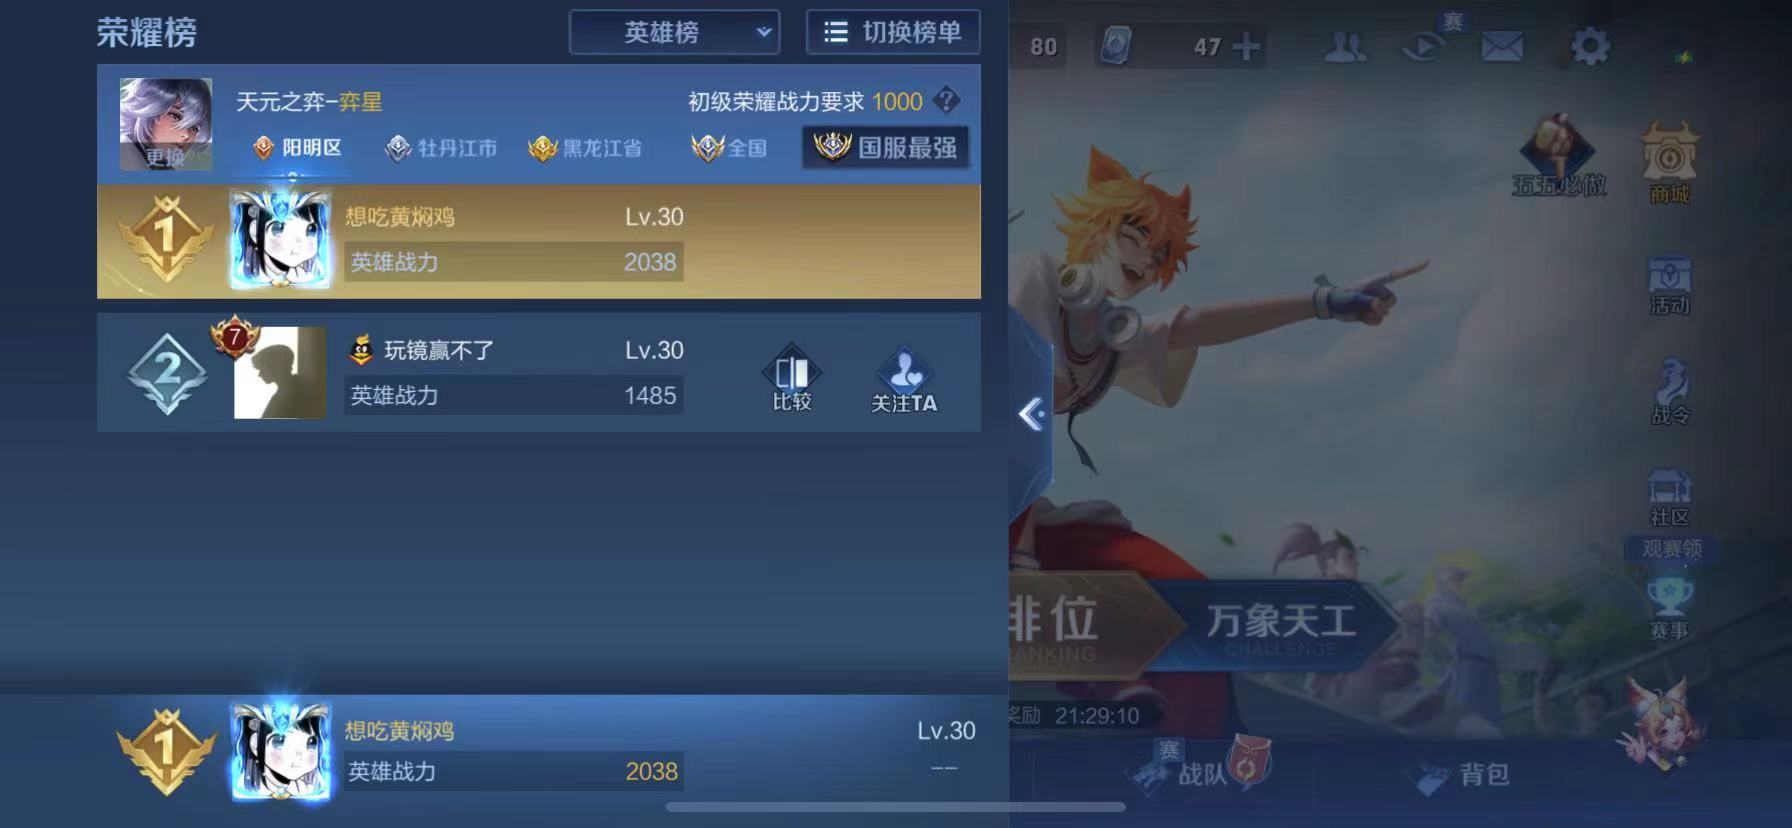 荣耀榜
英雄榜
切换榜单
80
47
赛
天元之弈-弈星
初级荣耀战力要求 1000
?
更换
阳明区
牡丹江市
黑龙江省
全国
国服最强
五五必做
商城
1
想吃黄焖鸡
Lv.30
英雄战力
2038
活动
7
2
玩镜赢不了
Lv.30
英雄战力
1485
比较
关注TA
战令
社区
观赛领
赛事
排位
RANKING
万象天工
CHALLENGE
1
想吃黄焖鸡
Lv.30
英雄战力
2038
--
奖励 21:29:10
赛
战队
背包